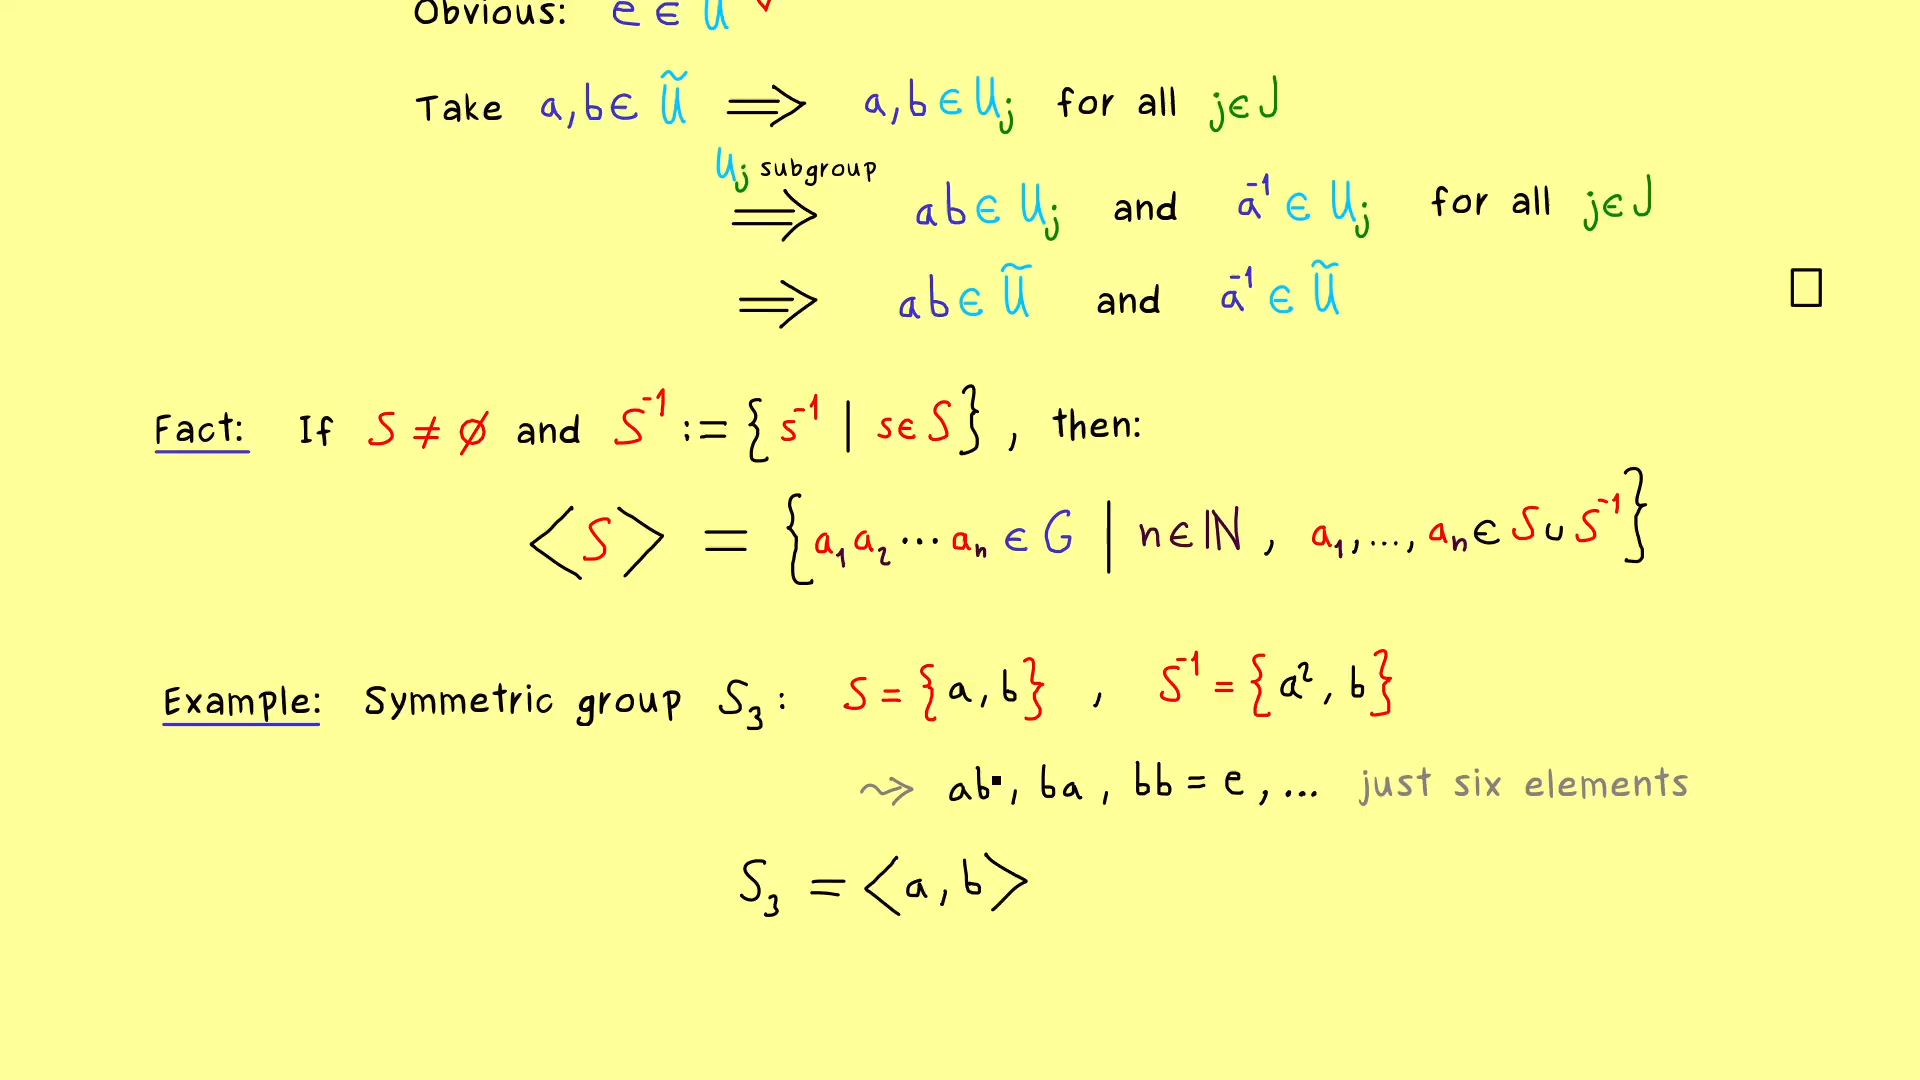 Obvious: e ∈ Ũ ✓
Take a, b ∈ Ũ ⟹ a, b ∈ Uⱼ for all j ∈ J
Uⱼ subgroup
⟹ ab ∈ Uⱼ and a⁻¹ ∈ Uⱼ for all j ∈ J
⟹ ab ∈ Ũ and a⁻¹ ∈ Ũ □
Fact: If S ≠ ∅ and S⁻¹ := { s⁻¹ | s ∈ S } , then:
⟨S⟩ = { a₁ a₂ ⋯ aₙ ∈ G | n ∈ ℕ , a₁, ..., aₙ ∈ S ∪ S⁻¹ }
Example: Symmetric group S₃ : S = { a , b } , S⁻¹ = { a² , b }
⇝ ab , ba , bb = e , ... just six elements
S₃ = ⟨ a , b ⟩